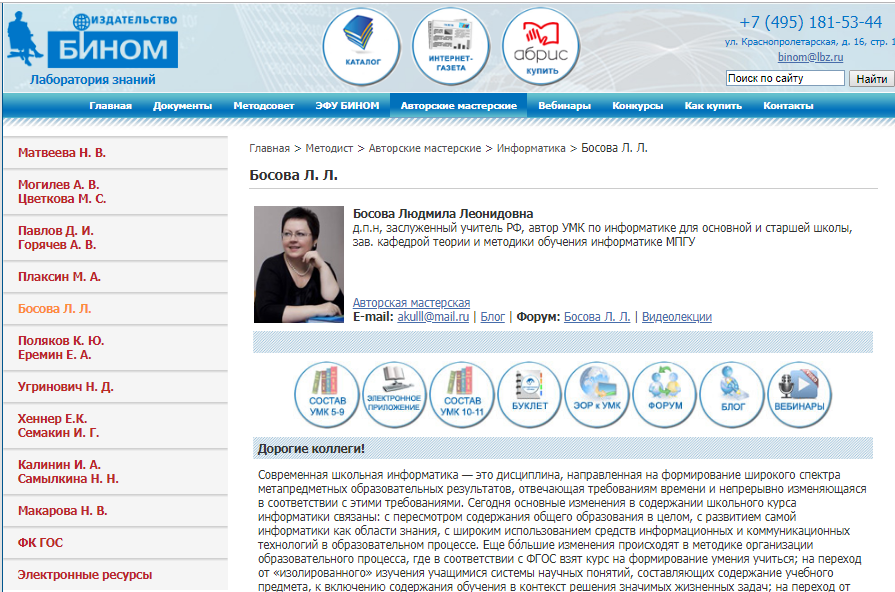 ИЗДАТЕЛЬСТВО
БИНОМ
Лаборатория знаний
КАТАЛОГ
ИНТЕРНЕТ-
ГАЗЕТА
абрис
КУПИТЬ
+7 (495) 181-53-44
ул. Краснопролетарская, д. 16, стр. 1
binom@lbz.ru
Поиск по сайту
Найти
Главная Документы Методсовет ЭФУ БИНОМ Авторские мастерские Вебинары Конкурсы Как купить Контакты
Матвеева Н. В.
Могилев А. В.
Цветкова М. С.
Павлов Д. И.
Горячев А. В.
Плаксин М. А.
Босова Л. Л.
Поляков К. Ю.
Еремин Е. А.
Угринович Н. Д.
Хеннер Е.К.
Семакин И. Г.
Калинин И. А.
Самылкина Н. Н.
Макарова Н. В.
ФК ГОС
Электронные ресурсы
Главная > Методист > Авторские мастерские > Информатика > Босова Л. Л.
Босова Л. Л.
Босова Людмила Леонидовна
д.п.н, заслуженный учитель РФ, автор УМК по информатике для основной и старшей школы,
зав. кафедрой теории и методики обучения информатике МПГУ
Авторская мастерская
E-mail: akulll@mail.ru | Блог | Форум: Босова Л. Л. | Видеолекции
СОСТАВ
УМК 5-9
ЭЛЕКТРОННОЕ
ПРИЛОЖЕНИЕ
СОСТАВ
УМК 10-11
БУКЛЕТ
ЭОР к УМК
ФОРУМ
БЛОГ
ВЕБИНАРЫ
Дорогие коллеги!
Современная школьная информатика — это дисциплина, направленная на формирование широкого спектра
метапредметных образовательных результатов, отвечающая требованиям времени и непрерывно изменяющаяся
в соответствии с этими требованиями. Сегодня основные изменения в содержании школьного курса
информатики связаны: с пересмотром содержания общего образования в целом, с развитием самой
информатики как области знания, с широким использованием средств информационных и коммуникационных
технологий в образовательном процессе. Еще бо́льшие изменения происходят в методике организации
образовательного процесса, где в соответствии с ФГОС взят курс на формирование умения учиться; на переход
от «изолированного» изучения учащимися системы научных понятий, составляющих содержание учебного
предмета, к включению содержания обучения в контекст решения значимых жизненных задач; на переход от